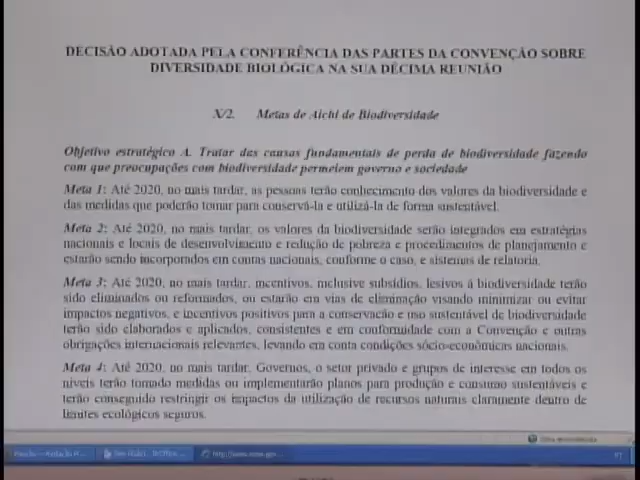 DECISÃO ADOTADA PELA CONFERÊNCIA DAS PARTES DA CONVENÇÃO SOBRE
DIVERSIDADE BIOLÓGICA NA SUA DÉCIMA REUNIÃO
X/2. Metas de Aichi de Biodiversidade
Objetivo estratégico A. Tratar das causas fundamentais de perda de biodiversidade fazendo
com que preocupações com biodiversidade permeiem governo e sociedade
Meta 1: Até 2020, no mais tardar, as pessoas terão conhecimento dos valores da biodiversidade e
das medidas que poderão tomar para conservá-la e utilizá-la de forma sustentável.
Meta 2: Até 2020, no mais tardar, os valores da biodiversidade serão integrados em estratégias
nacionais e locais de desenvolvimento e redução de pobreza e procedimentos de planejamento e
estarão sendo incorporados em contas nacionais, conforme o caso, e sistemas de relatoria.
Meta 3: Até 2020, no mais tardar, incentivos, inclusive subsídios, lesivos à biodiversidade terão
sido eliminados ou reformados, ou estarão em vias de eliminação visando minimizar ou evitar
impactos negativos, e incentivos positivos para a conservação e uso sustentável de biodiversidade
terão sido elaborados e aplicados, consistentes e em conformidade com a Convenção e outras
obrigações internacionais relevantes, levando em conta condições sócio-econômicas nacionais.
Meta 4: Até 2020, no mais tardar, Governos, o setor privado e grupos de interesse em todos os
níveis terão tomado medidas ou implementarão planos para produção e consumo sustentáveis e
terão conseguido restringir os impactos da utilização de recursos naturais claramente dentro de
limites ecológicos seguros.
PT